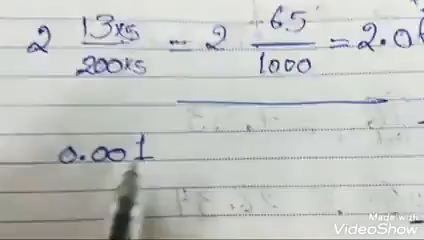 2 13×5/200×5 = 2 65/1000 = 2.0
0.001
Made with
VideoShow